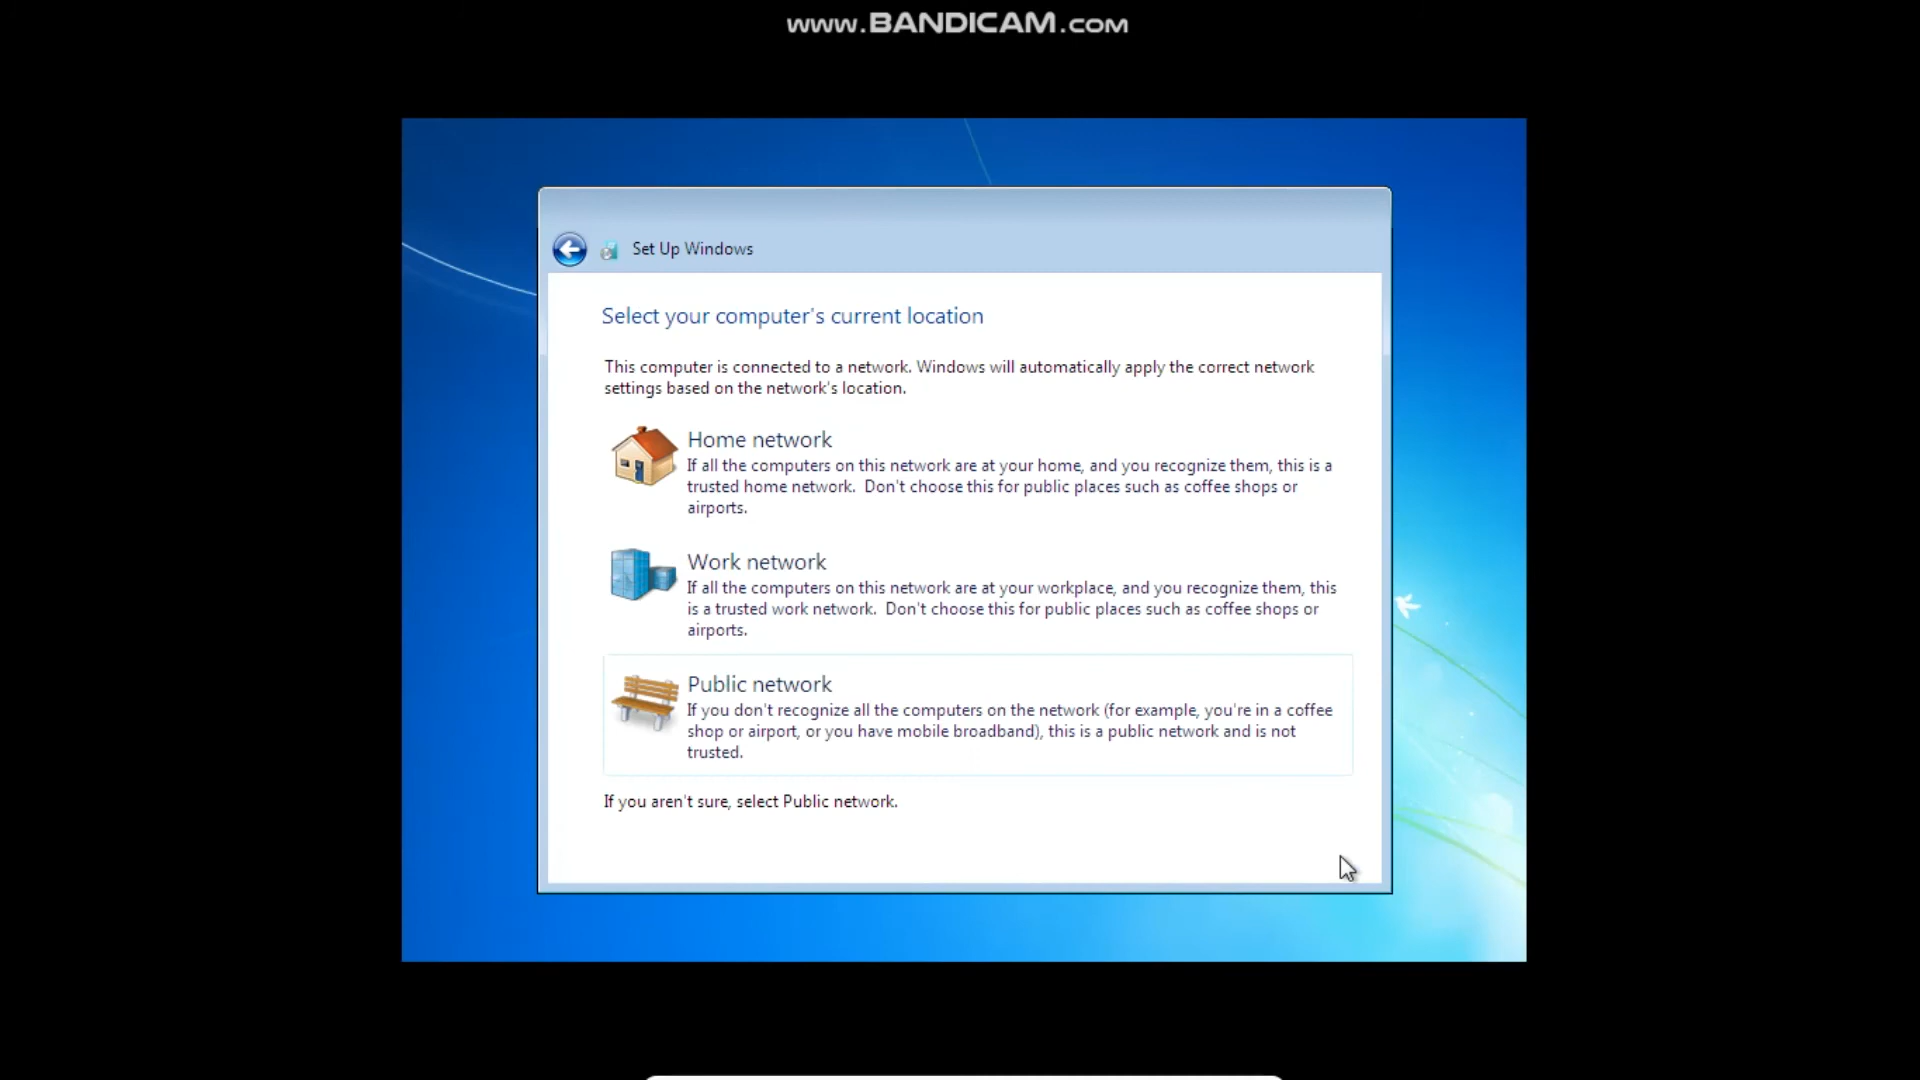 www.BANDICAM.com
Set Up Windows
Select your computer's current location
This computer is connected to a network. Windows will automatically apply the correct network
settings based on the network's location.
Home network
If all the computers on this network are at your home, and you recognize them, this is a
trusted home network.  Don't choose this for public places such as coffee shops or
airports.
Work network
If all the computers on this network are at your workplace, and you recognize them, this
is a trusted work network.  Don't choose this for public places such as coffee shops or
airports.
Public network
If you don't recognize all the computers on the network (for example, you're in a coffee
shop or airport, or you have mobile broadband), this is a public network and is not
trusted.
If you aren't sure, select Public network.